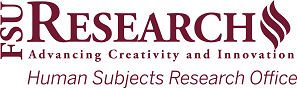 FSU RESEARCH
Advancing Creativity and Innovation
Human Subjects Research Office